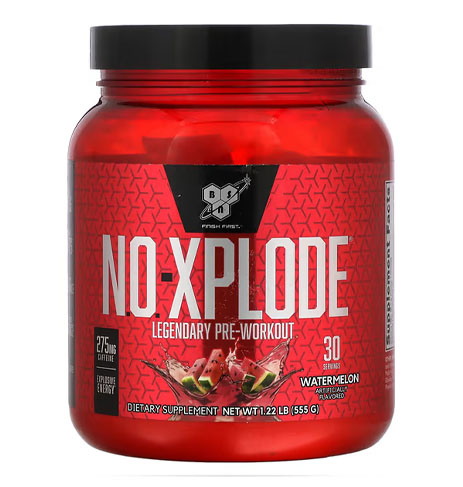 BSN
FINISH FIRST.
N.O.-XPLODE®
LEGENDARY PRE-WORKOUT
275MG
CAFFEINE
EXPLOSIVE
ENERGY
30
SERVINGS
WATERMELON
ARTIFICIALLY
FLAVORED
DIETARY SUPPLEMENT NET WT 1.22 LB (555 G)
Supplement Facts